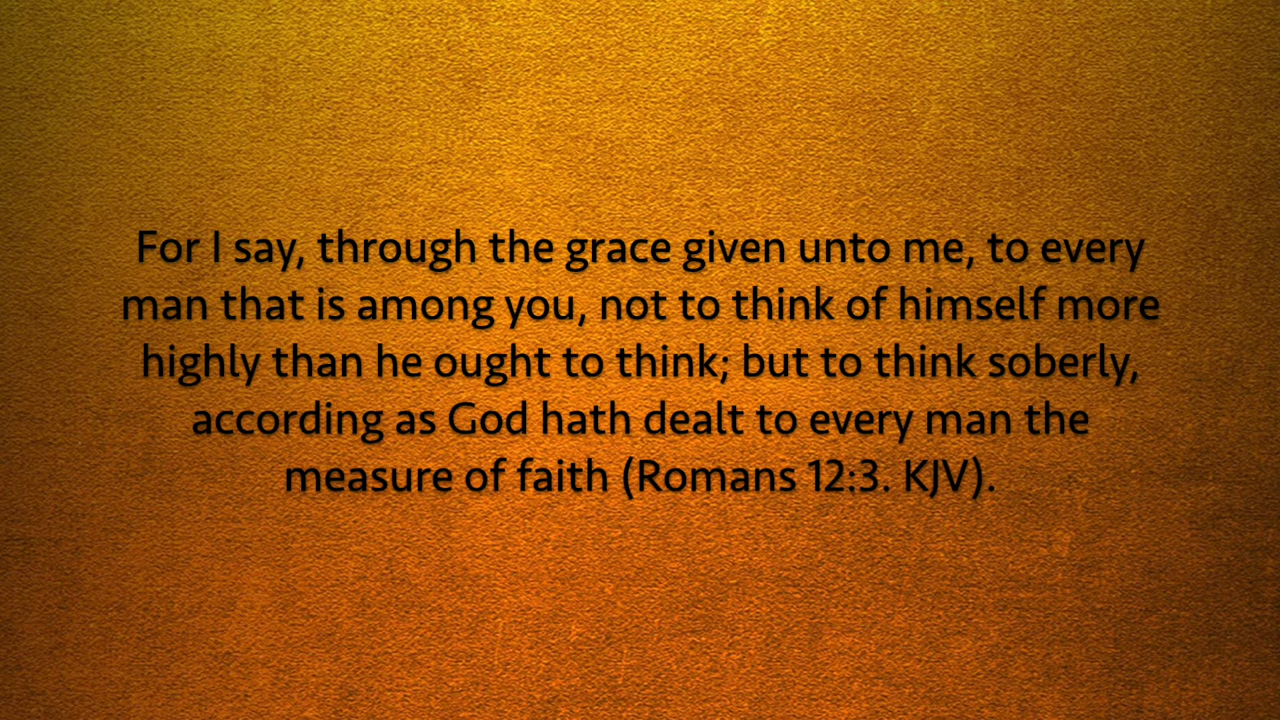 For I say, through the grace given unto me, to every
man that is among you, not to think of himself more
highly than he ought to think; but to think soberly,
according as God hath dealt to every man the
measure of faith (Romans 12:3. KJV).